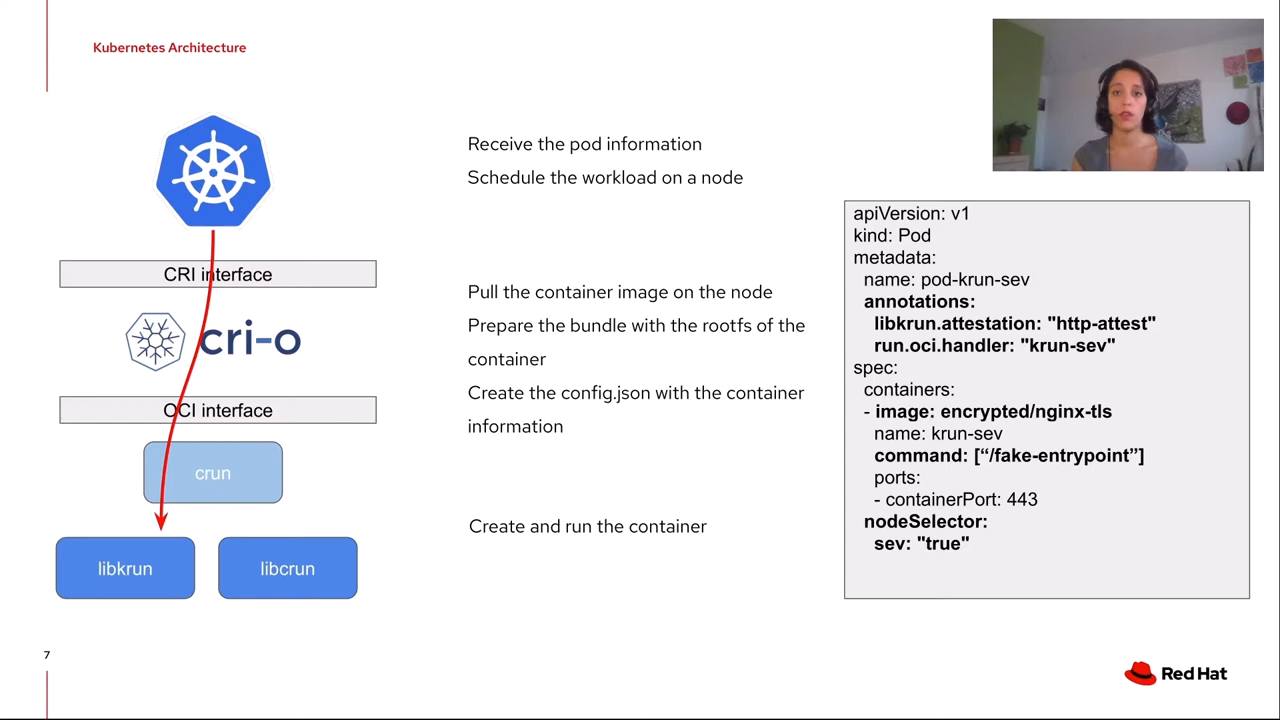 Kubernetes Architecture
CRI interface
cri-o
OCI interface
crun
libkrun
libcrun
Receive the pod information
Schedule the workload on a node
Pull the container image on the node
Prepare the bundle with the rootfs of the
container
Create the config.json with the container
information
Create and run the container
apiVersion: v1
kind: Pod
metadata:
name: pod-krun-sev
annotations:
libkrun.attestation: "http-attest"
run.oci.handler: "krun-sev"
spec:
containers:
- image: encrypted/nginx-tls
name: krun-sev
command: [“/fake-entrypoint”]
ports:
- containerPort: 443
nodeSelector:
sev: "true"
7
Red Hat